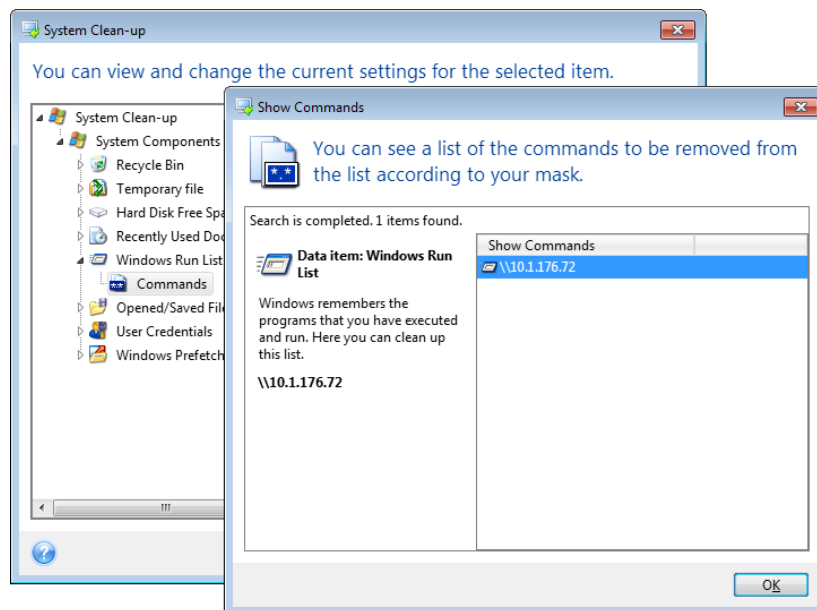 System Clean-up
You can view and change the current settings for the selected item.
System Clean-up
System Components
Recycle Bin
Temporary file
Hard Disk Free Spa
Recently Used Do
Windows Run List
Commands
Opened/Saved Fil
User Credentials
Windows Prefetch
Show Commands
You can see a list of the commands to be removed from
the list according to your mask.
*.*
Search is completed. 1 items found.
Data item: Windows Run
List
Windows remembers the
programs that you have executed
and run. Here you can clean up
this list.
\\10.1.176.72
Show Commands
\\10.1.176.72
OK